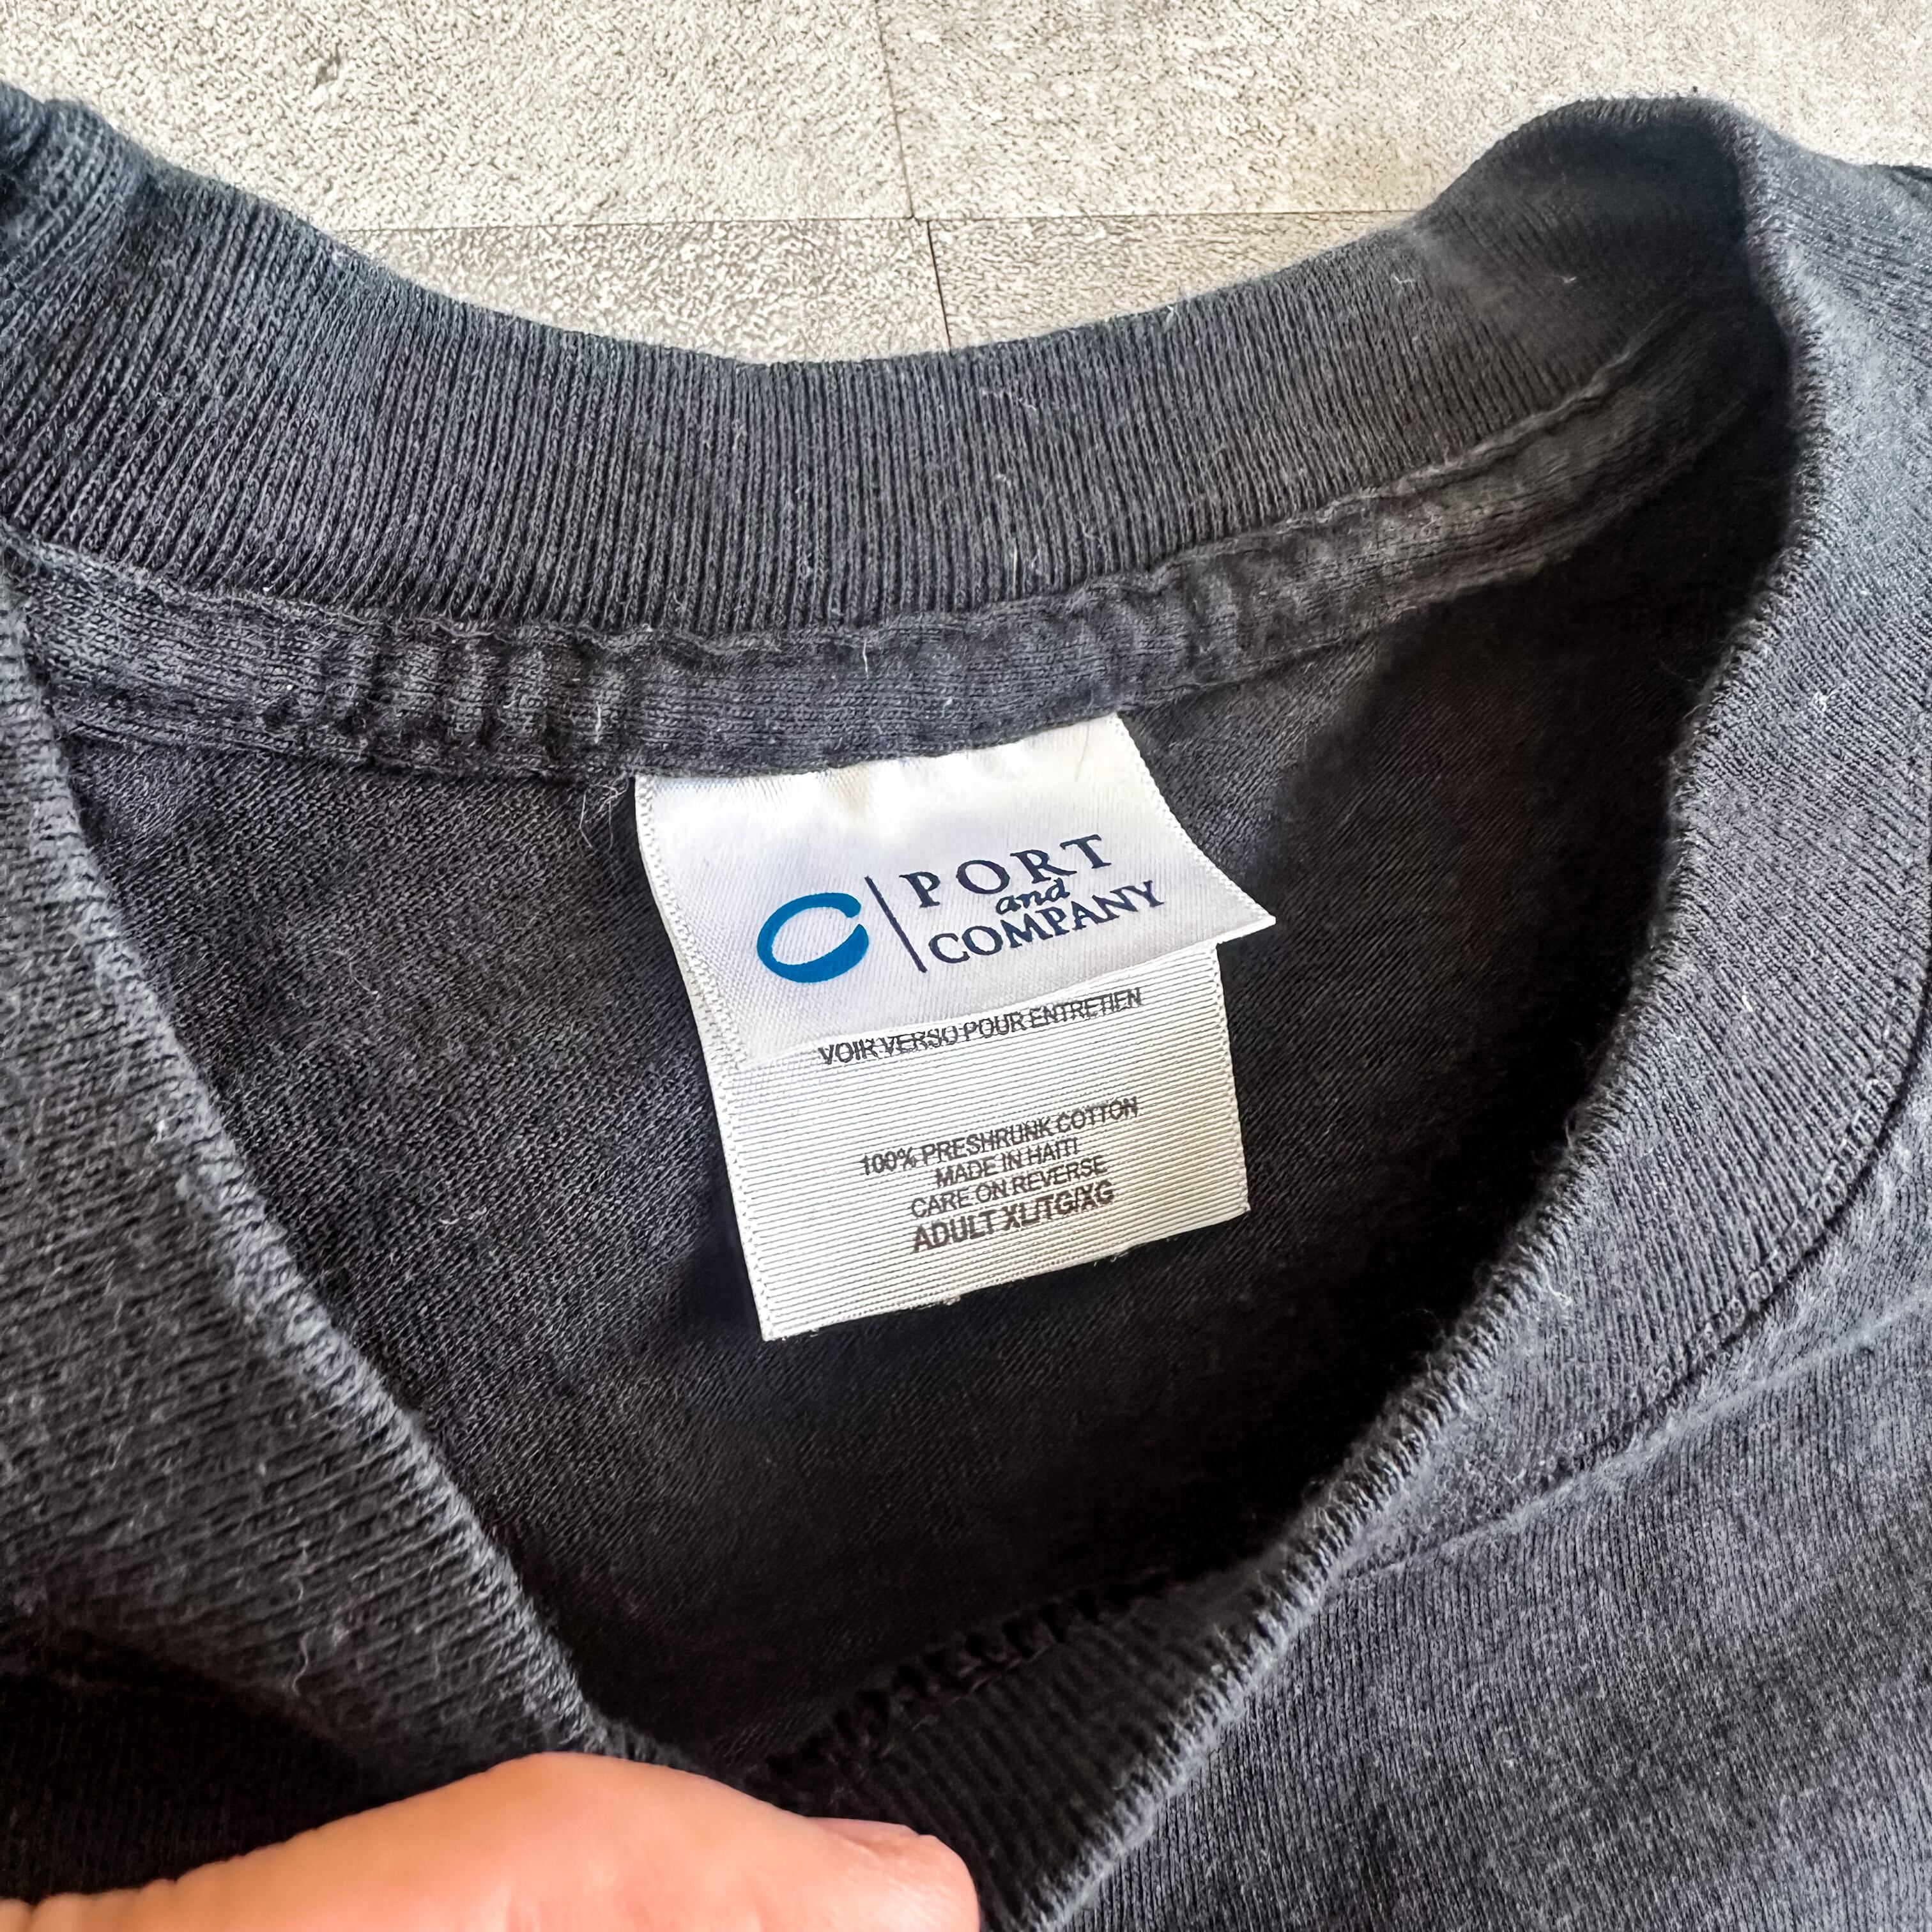 PORT
and
COMPANY
VOIR VERSO POUR ENTRETIEN
100% PRESHRUNK COTTON
MADE IN HAITI
CARE ON REVERSE
ADULT XL/TG/XG